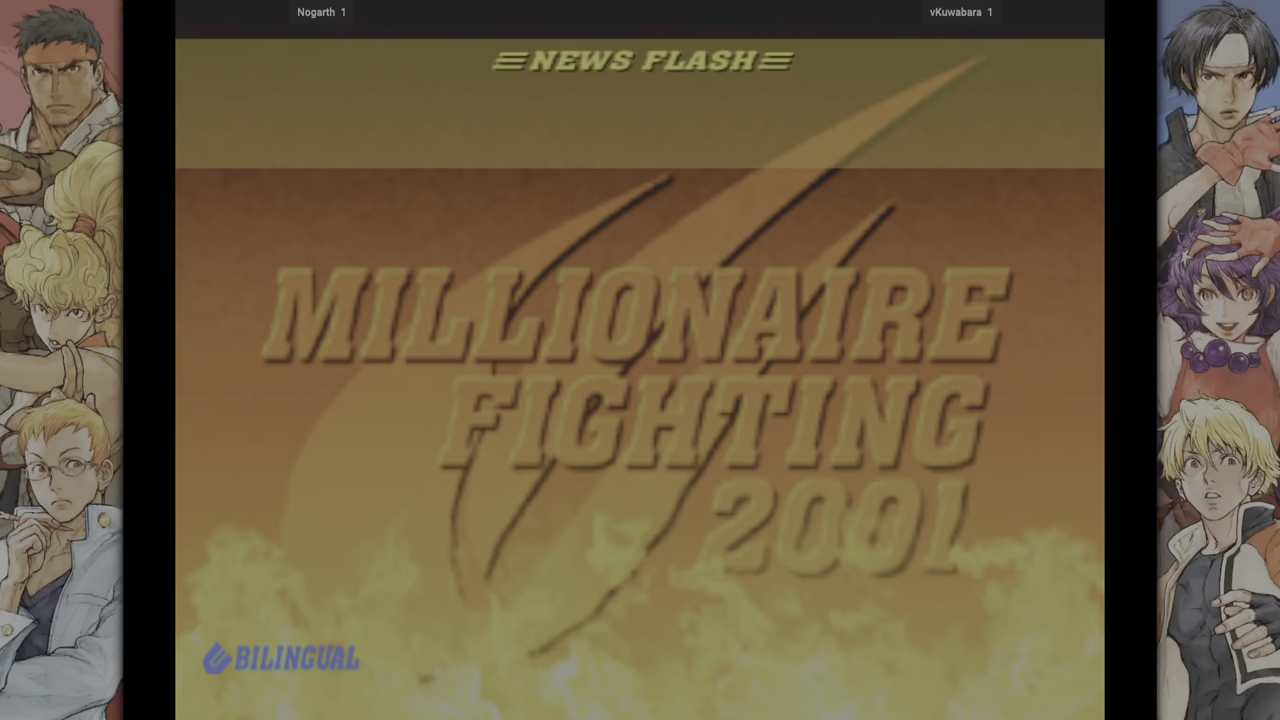 Nogarth 1
vKuwabara 1
NEWS FLASH
MILLIONAIRE
FIGHTING
2001
BILINGUAL